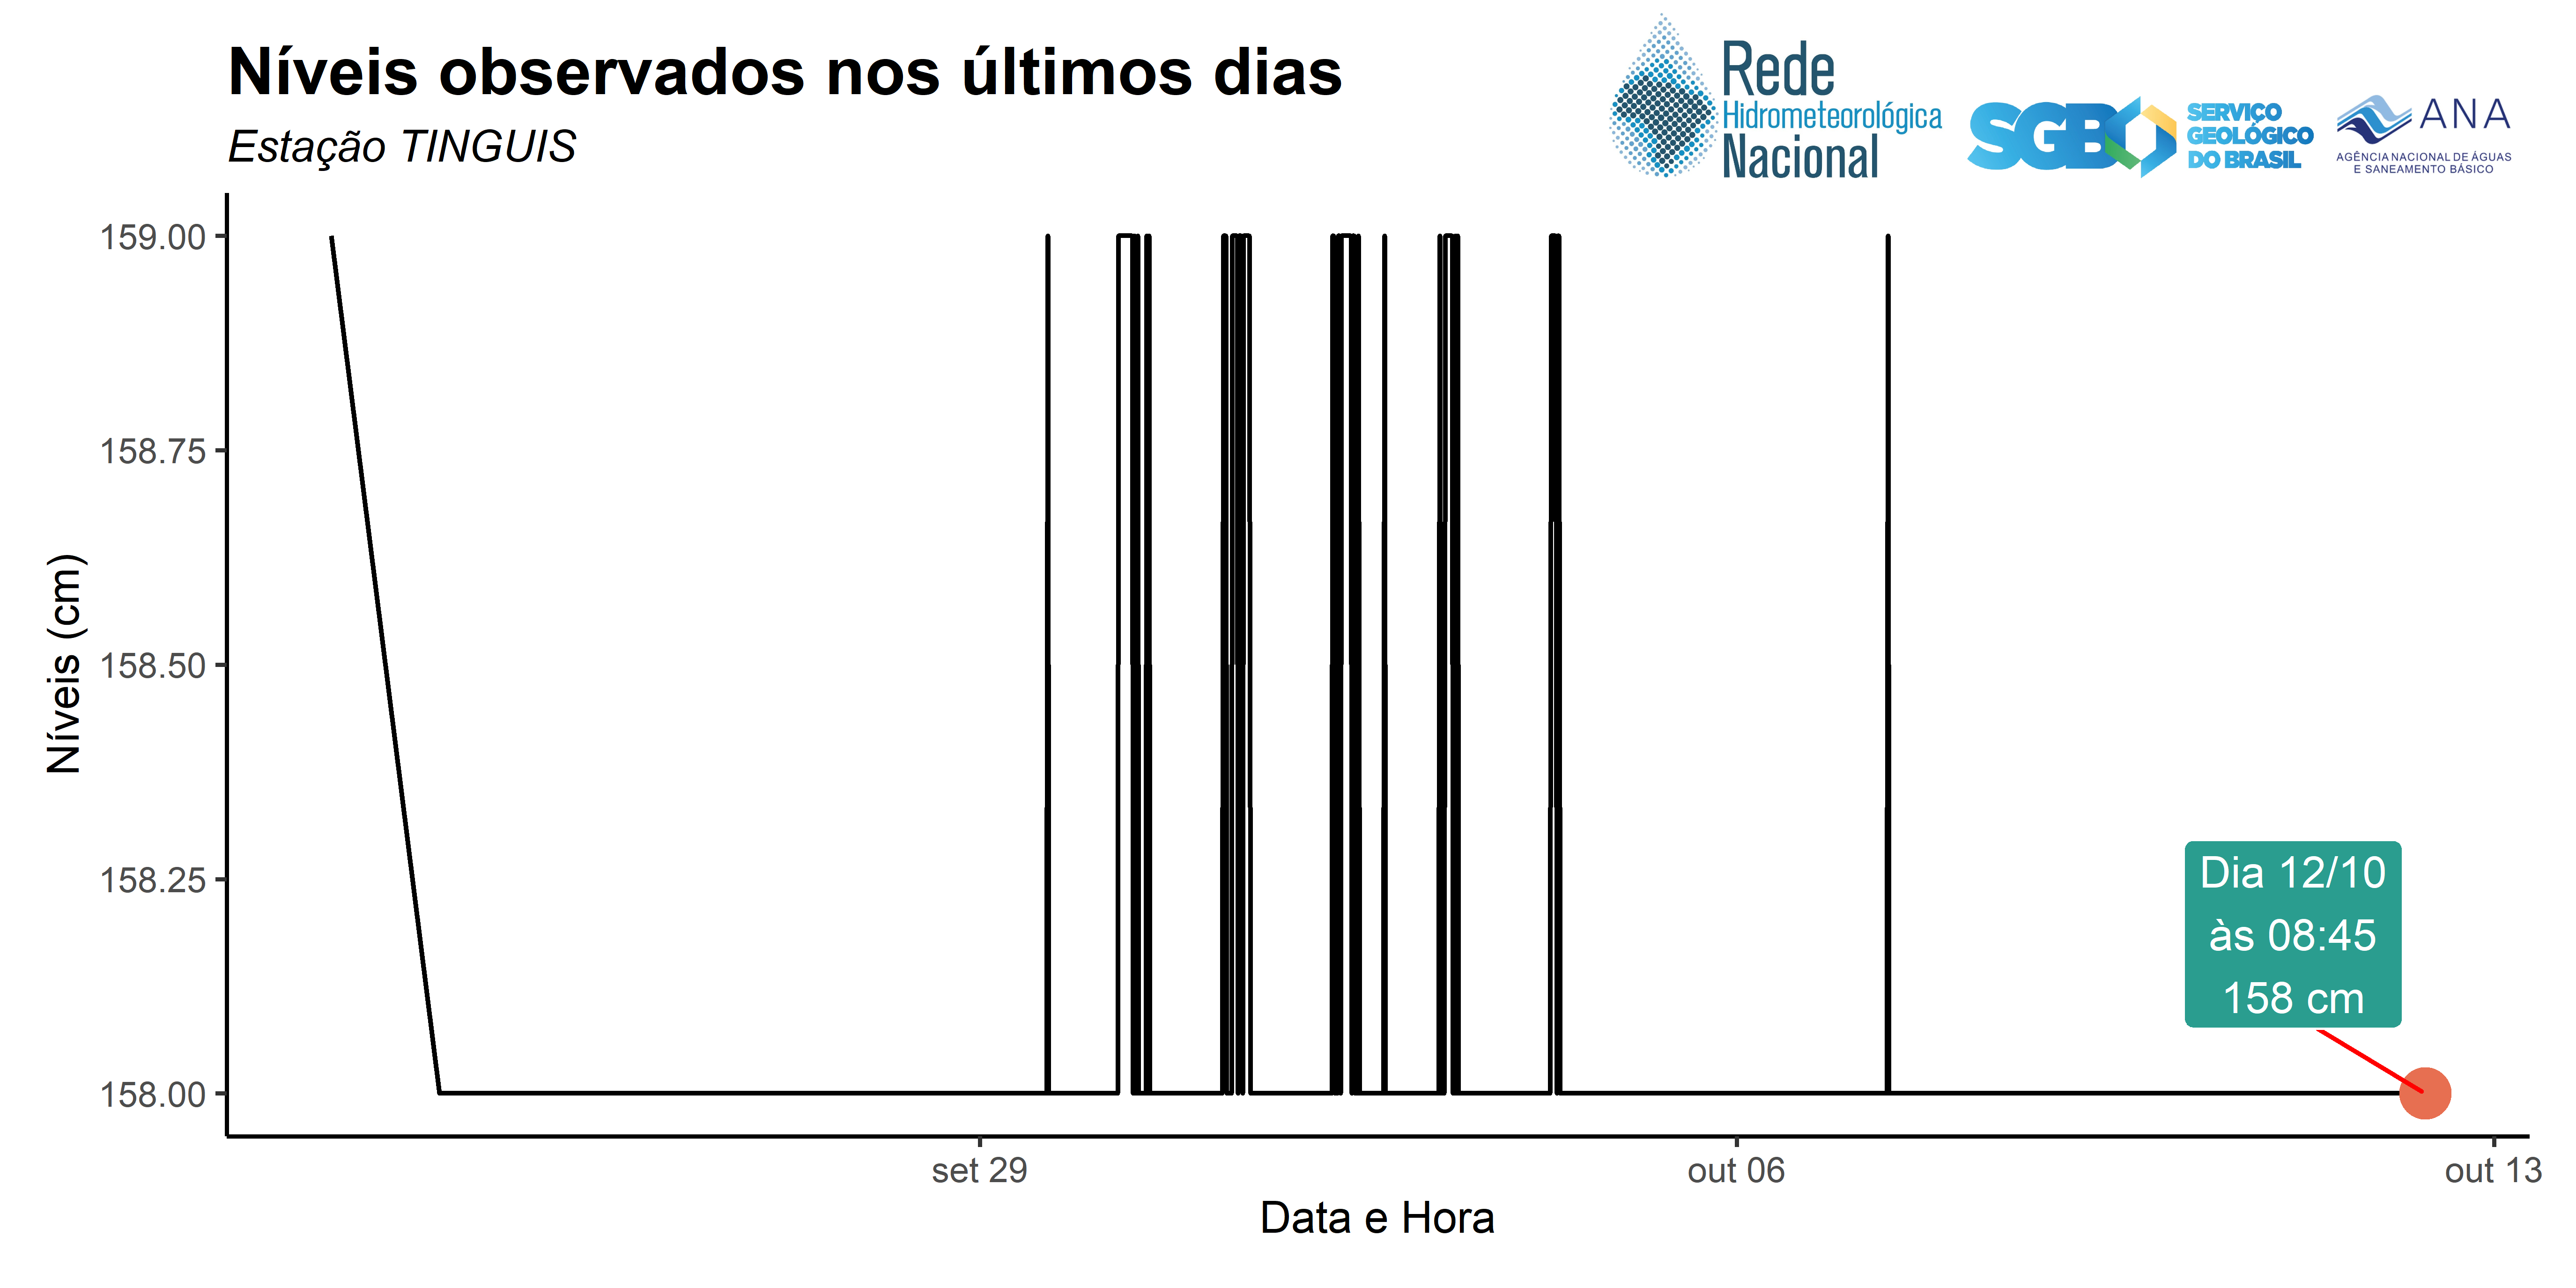 Níveis observados nos últimos dias
Estação TINGUIS
Rede
Hidrometeorológica
Nacional
SGB
SERVIÇO
GEOLÓGICO
DO BRASIL
ANA
AGÊNCIA NACIONAL DE ÁGUAS
E SANEAMENTO BÁSICO
159.00
158.75
158.50
158.25
158.00
Níveis (cm)
Dia 12/10
às 08:45
158 cm
set 29
out 06
out 13
Data e Hora